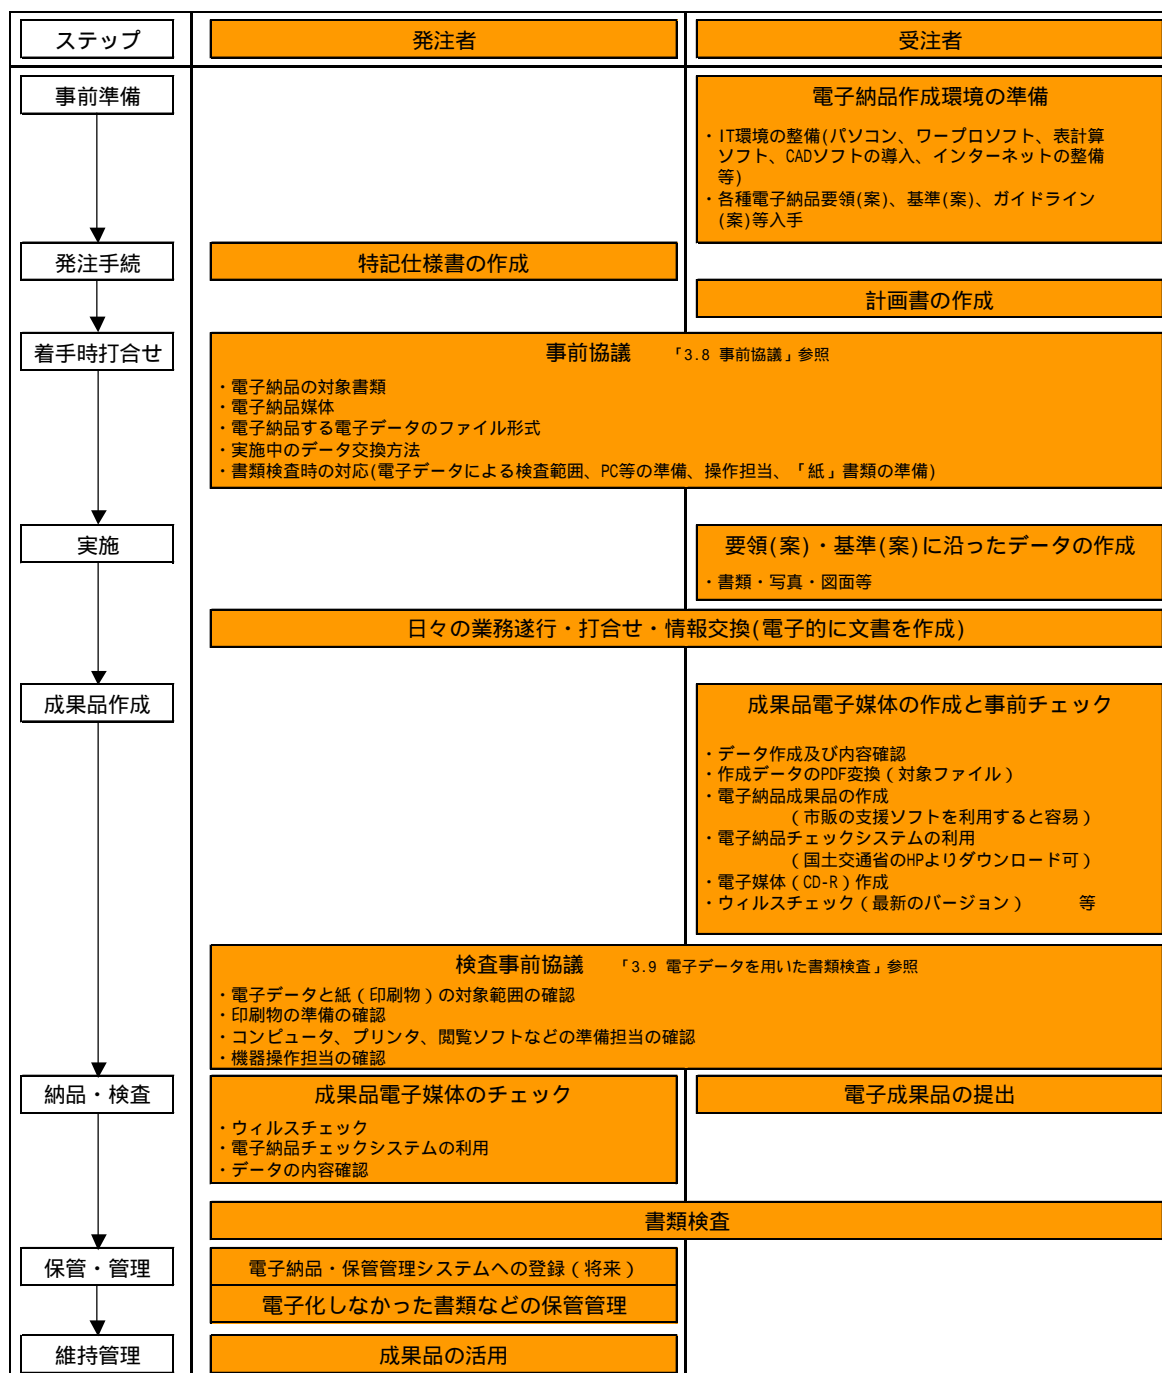 ステップ
発注者
受注者
事前準備
電子納品作成環境の準備
・IT環境の整備(パソコン、ワープロソフト、表計算
ソフト、CADソフトの導入、インターネットの整備
等)
・各種電子納品要領(案)、基準(案)、ガイドライン
(案)等入手
発注手続
特記仕様書の作成
計画書の作成
着手時打合せ
事前協議 「3.8 事前協議」参照
・電子納品の対象書類
・電子納品媒体
・電子納品する電子データのファイル形式
・実施中のデータ交換方法
・書類検査時の対応(電子データによる検査範囲、PC等の準備、操作担当、「紙」書類の準備)
実施
要領(案)・基準(案)に沿ったデータの作成
・書類・写真・図面等
日々の業務遂行・打合せ・情報交換(電子的に文書を作成)
成果品作成
成果品電子媒体の作成と事前チェック
・データ作成及び内容確認
・作成データのPDF変換（対象ファイル）
・電子納品成果品の作成
（市販の支援ソフトを利用すると容易）
・電子納品チェックシステムの利用
（国土交通省のHPよりダウンロード可）
・電子媒体（CD-R）作成
・ウィルスチェック（最新のバージョン） 等
検査事前協議 「3.9 電子データを用いた書類検査」参照
・電子データと紙（印刷物）の対象範囲の確認
・印刷物の準備の確認
・コンピュータ、プリンタ、閲覧ソフトなどの準備担当の確認
・機器操作担当の確認
納品・検査
成果品電子媒体のチェック
・ウィルスチェック
・電子納品チェックシステムの利用
・データの内容確認
電子成果品の提出
書類検査
保管・管理
電子納品・保管管理システムへの登録（将来）
電子化しなかった書類などの保管管理
維持管理
成果品の活用